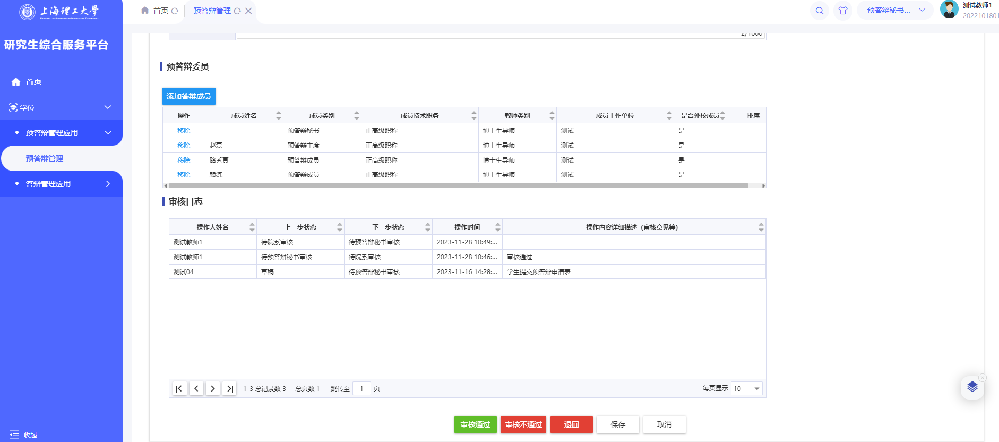 上海理工大学
UNIVERSITY OF SHANGHAI FOR SCIENCE AND TECHNOLOGY
研究生综合服务平台
首页
学位
预答辩管理应用
预答辩管理
答辩管理应用
收起
首页
预答辩管理
预答辩秘书...
测试教师1
2022101801
2/1000
预答辩委员
添加答辩成员
操作 成员姓名 成员类别 成员技术职务 教师类别 成员工作单位 是否外校成员 排序
移除 预答辩秘书 正高级职称 博士生导师 测试 是
移除 赵磊 预答辩主席 正高级职称 博士生导师 测试 是
移除 路秀真 预答辩成员 正高级职称 博士生导师 测试 是
移除 赖练 预答辩成员 正高级职称 博士生导师 测试 是
审核日志
操作人姓名 上一步状态 下一步状态 操作时间 操作内容详细描述（审核意见等）
测试教师1 待院系审核 待预答辩秘书审核 2023-11-28 10:49:...
测试教师1 待预答辩秘书审核 待院系审核 2023-11-28 10:46:... 审核通过
测试04 草稿 待预答辩秘书审核 2023-11-16 14:28:... 学生提交预答辩申请表
1-3 总记录数 3 总页数 1 跳转至 1 页 每页显示 10
审核通过 审核不通过 退回 保存 取消